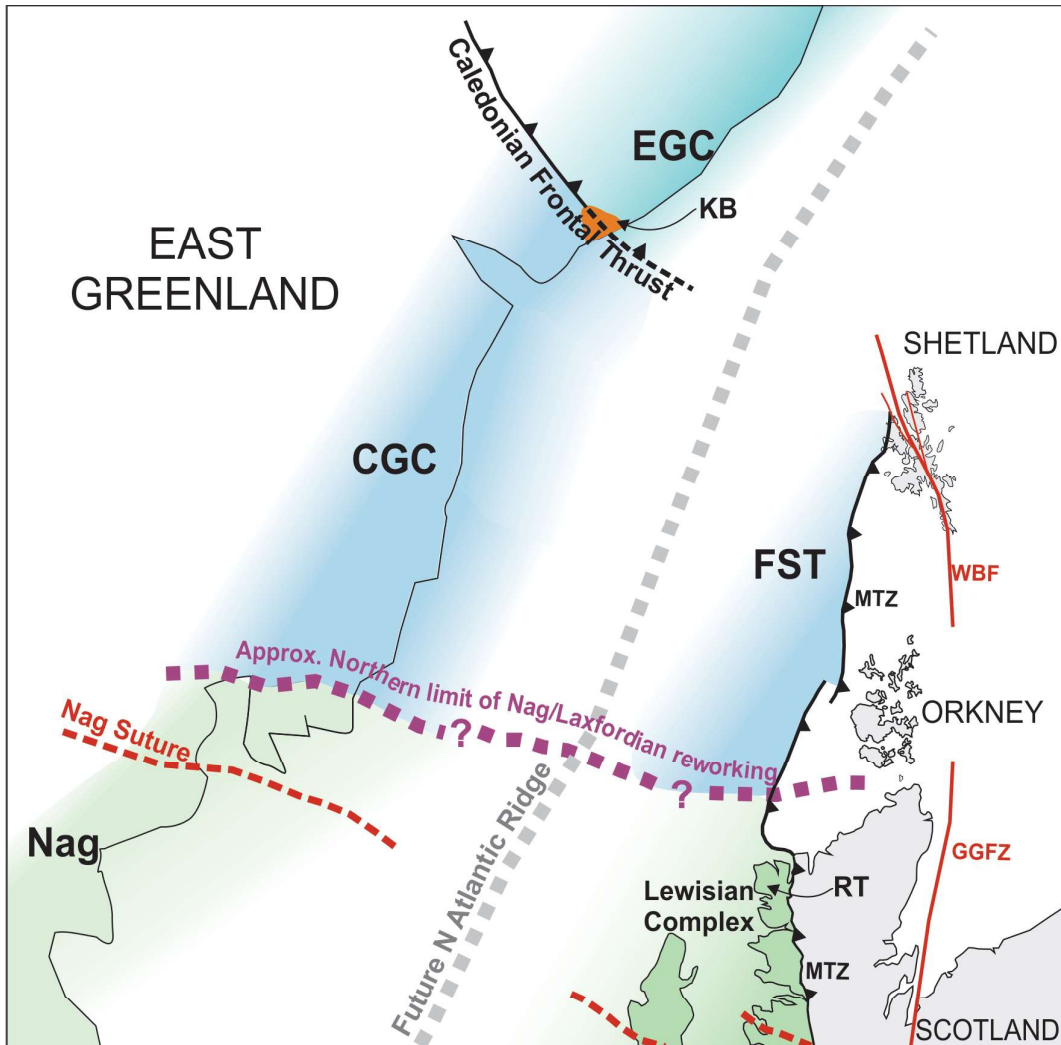 Caledonian Frontal Thrust
EGC
KB
EAST
GREENLAND
SHETLAND
CGC
FST
WBF
MTZ
Approx. Northern limit of Nag/Laxfordian reworking
?
?
ORKNEY
Nag Suture
Future N Atlantic Ridge
Nag
GGFZ
Lewisian
Complex
RT
MTZ
SCOTLAND